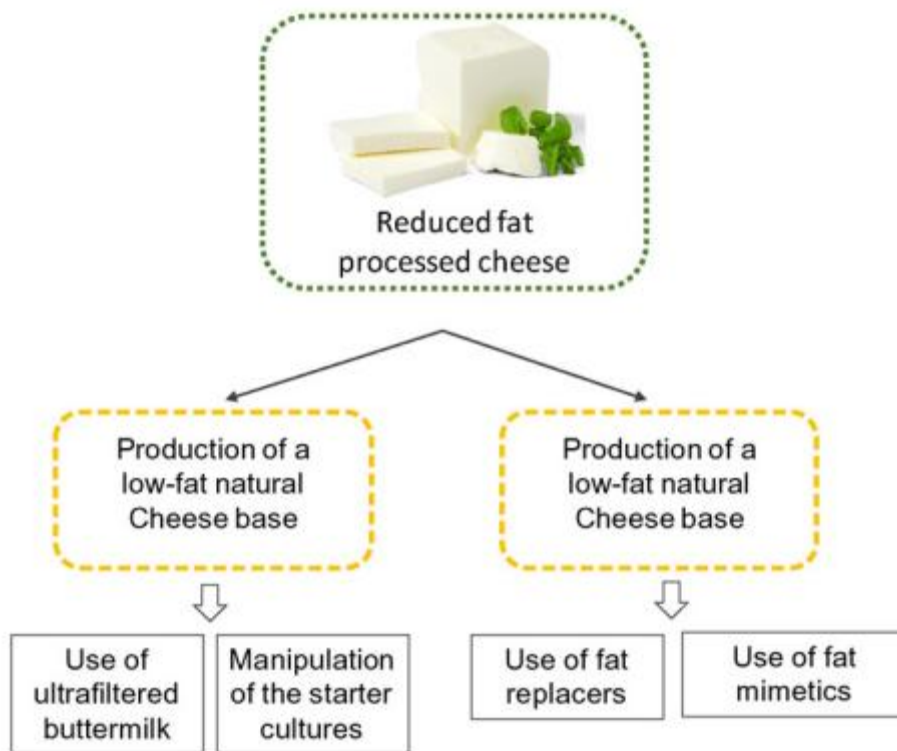 Reduced fat
processed cheese
Production of a
low-fat natural
Cheese base
Production of a
low-fat natural
Cheese base
Use of
ultrafiltered
buttermilk
Manipulation
of the starter
cultures
Use of fat
replacers
Use of fat
mimetics